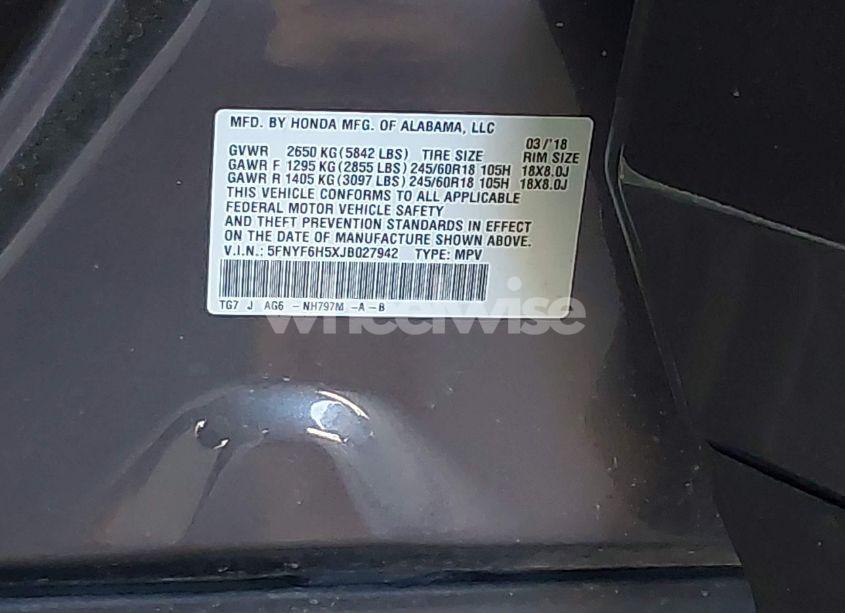 MFD. BY HONDA MFG. OF ALABAMA, LLC
03/'18
GVWR 2650 KG (5842 LBS) TIRE SIZE RIM SIZE
GAWR F 1295 KG (2855 LBS) 245/60R18 105H 18X8.0J
GAWR R 1405 KG (3097 LBS) 245/60R18 105H 18X8.0J
THIS VEHICLE CONFORMS TO ALL APPLICABLE
FEDERAL MOTOR VEHICLE SAFETY
AND THEFT PREVENTION STANDARDS IN EFFECT
ON THE DATE OF MANUFACTURE SHOWN ABOVE.
V.I.N.: 5FNYF6H5XJB027942 TYPE: MPV
TG7 J AG6 -NH797M -A-B
wheelwise